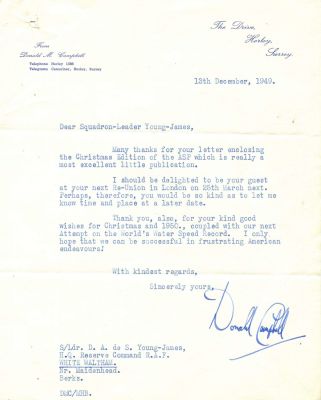 From
Donald M. Campbell
Telephone Horley 1288
Telegrams Cancorlez, Horley, Surrey
The Drive,
Horley,
Surrey.
13th December, 1949.
Dear Squadron-Leader Young-James,
Many thanks for your letter enclosing
the Christmas Edition of the ASP which is really a
most excellent little publication.
I should be delighted to be your guest
at your next Re-Union in London on 25th March next.
Perhaps, therefore, you would be so kind as to let me
know time and place at a later date.
Thank you, also, for your kind good
wishes for Christmas and 1950., coupled with our next
Attempt on the World's Water Speed Record. I only
hope that we can be successful in frustrating American
endeavours!
With kindest regards,
Sincerely yours,
Donald Campbell
S/Ldr. D. A. de S. Young-James,
H.Q. Reserve Command R.A.F.
WHITE WALTHAM.
Nr. Maidenhead.
Berks.
DMC/MHB.